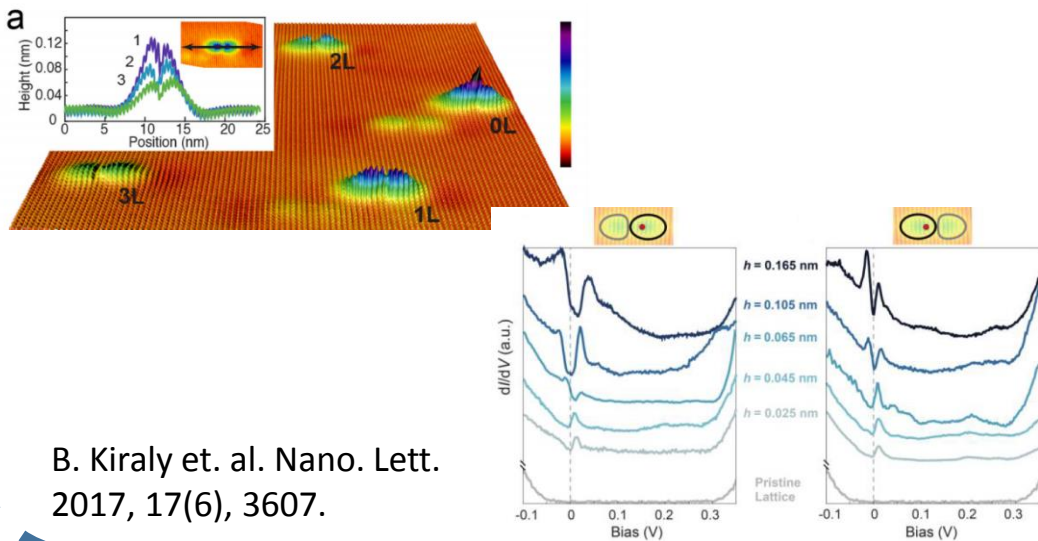 a
Height (nm)
0.12
0.08
0.04
0
1
2
3
0 5 10 15 20 25
Position (nm)
2L
0L
3L
1L
dI/dV (a.u.)
h = 0.165 nm
h = 0.105 nm
h = 0.065 nm
h = 0.045 nm
h = 0.025 nm
Pristine
Lattice
-0.1 0 0.1 0.2 0.3
Bias (V)
-0.1 0 0.1 0.2 0.3
Bias (V)
B. Kiraly et. al. Nano. Lett.
2017, 17(6), 3607.